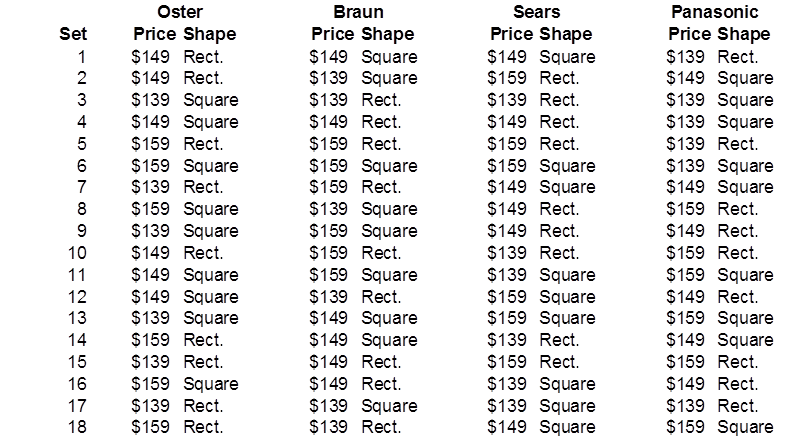 Oster Braun Sears Panasonic
Set Price Shape Price Shape Price Shape Price Shape
1 $149 Rect. $149 Square $149 Square $139 Rect.
2 $149 Rect. $139 Square $159 Rect. $149 Square
3 $139 Square $139 Rect. $139 Rect. $139 Square
4 $149 Square $149 Rect. $149 Rect. $139 Square
5 $159 Rect. $159 Rect. $159 Rect. $139 Rect.
6 $159 Square $159 Square $159 Square $139 Square
7 $139 Rect. $159 Rect. $149 Square $149 Square
8 $159 Square $139 Square $149 Rect. $159 Rect.
9 $139 Square $159 Square $149 Rect. $149 Rect.
10 $149 Rect. $159 Rect. $139 Rect. $159 Rect.
11 $149 Square $159 Square $139 Square $159 Square
12 $149 Square $139 Rect. $159 Square $149 Rect.
13 $139 Square $149 Square $159 Square $159 Square
14 $159 Rect. $149 Square $139 Rect. $149 Square
15 $139 Rect. $149 Rect. $159 Rect. $159 Rect.
16 $159 Square $149 Rect. $139 Square $149 Rect.
17 $139 Rect. $139 Square $139 Square $139 Rect.
18 $159 Rect. $139 Rect. $149 Square $159 Square